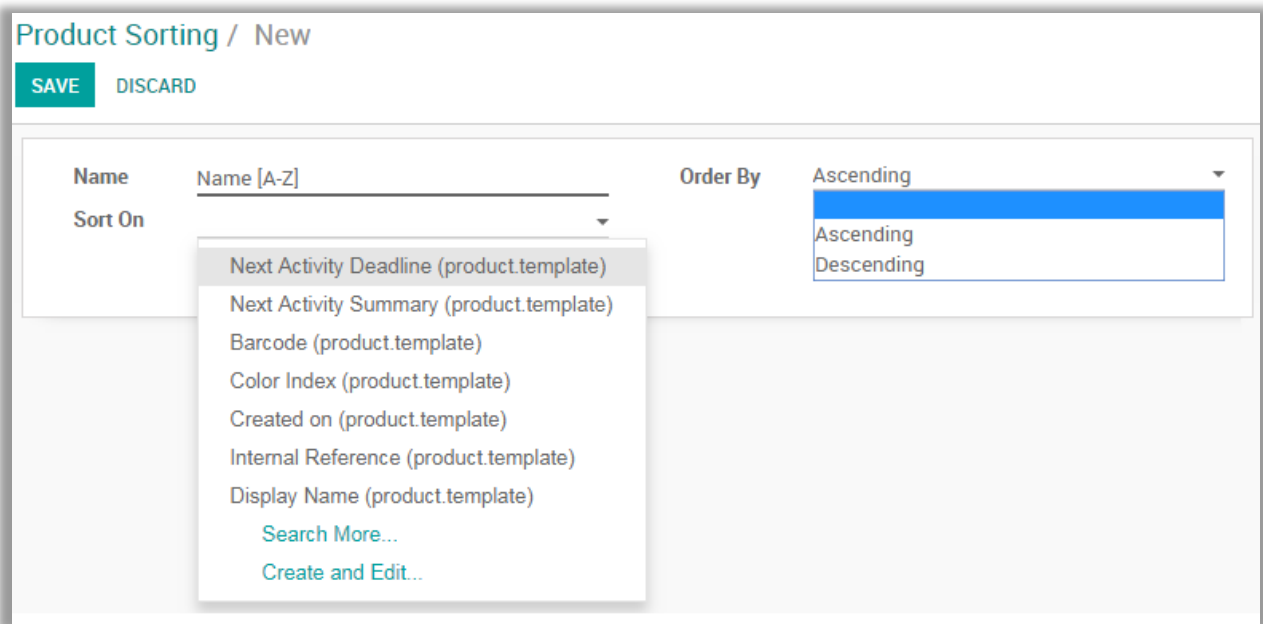 Product Sorting / New
SAVE DISCARD
Name Name [A-Z] Order By Ascending
Sort On
Ascending
Descending
Next Activity Deadline (product.template)
Next Activity Summary (product.template)
Barcode (product.template)
Color Index (product.template)
Created on (product.template)
Internal Reference (product.template)
Display Name (product.template)
Search More...
Create and Edit...